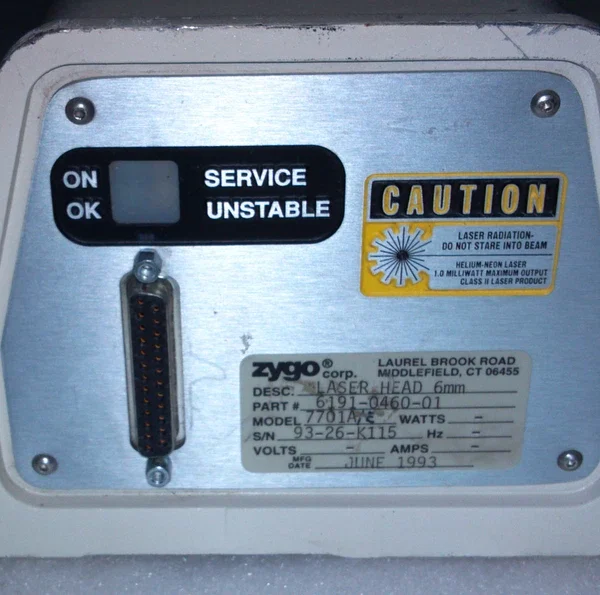 ON SERVICE
OK UNSTABLE
CAUTION
LASER RADIATION-
DO NOT STARE INTO BEAM
HELIUM-NEON LASER
1.0 MILLIWATT MAXIMUM OUTPUT
CLASS II LASER PRODUCT
zygo® corp. LAUREL BROOK ROAD
MIDDLEFIELD, CT 06455
DESC. LASER HEAD 6mm
PART # 6191-0460-01
MODEL 7701A/E WATTS -
S/N 93-26-K115 Hz -
VOLTS - AMPS -
MFG DATE JUNE 1993